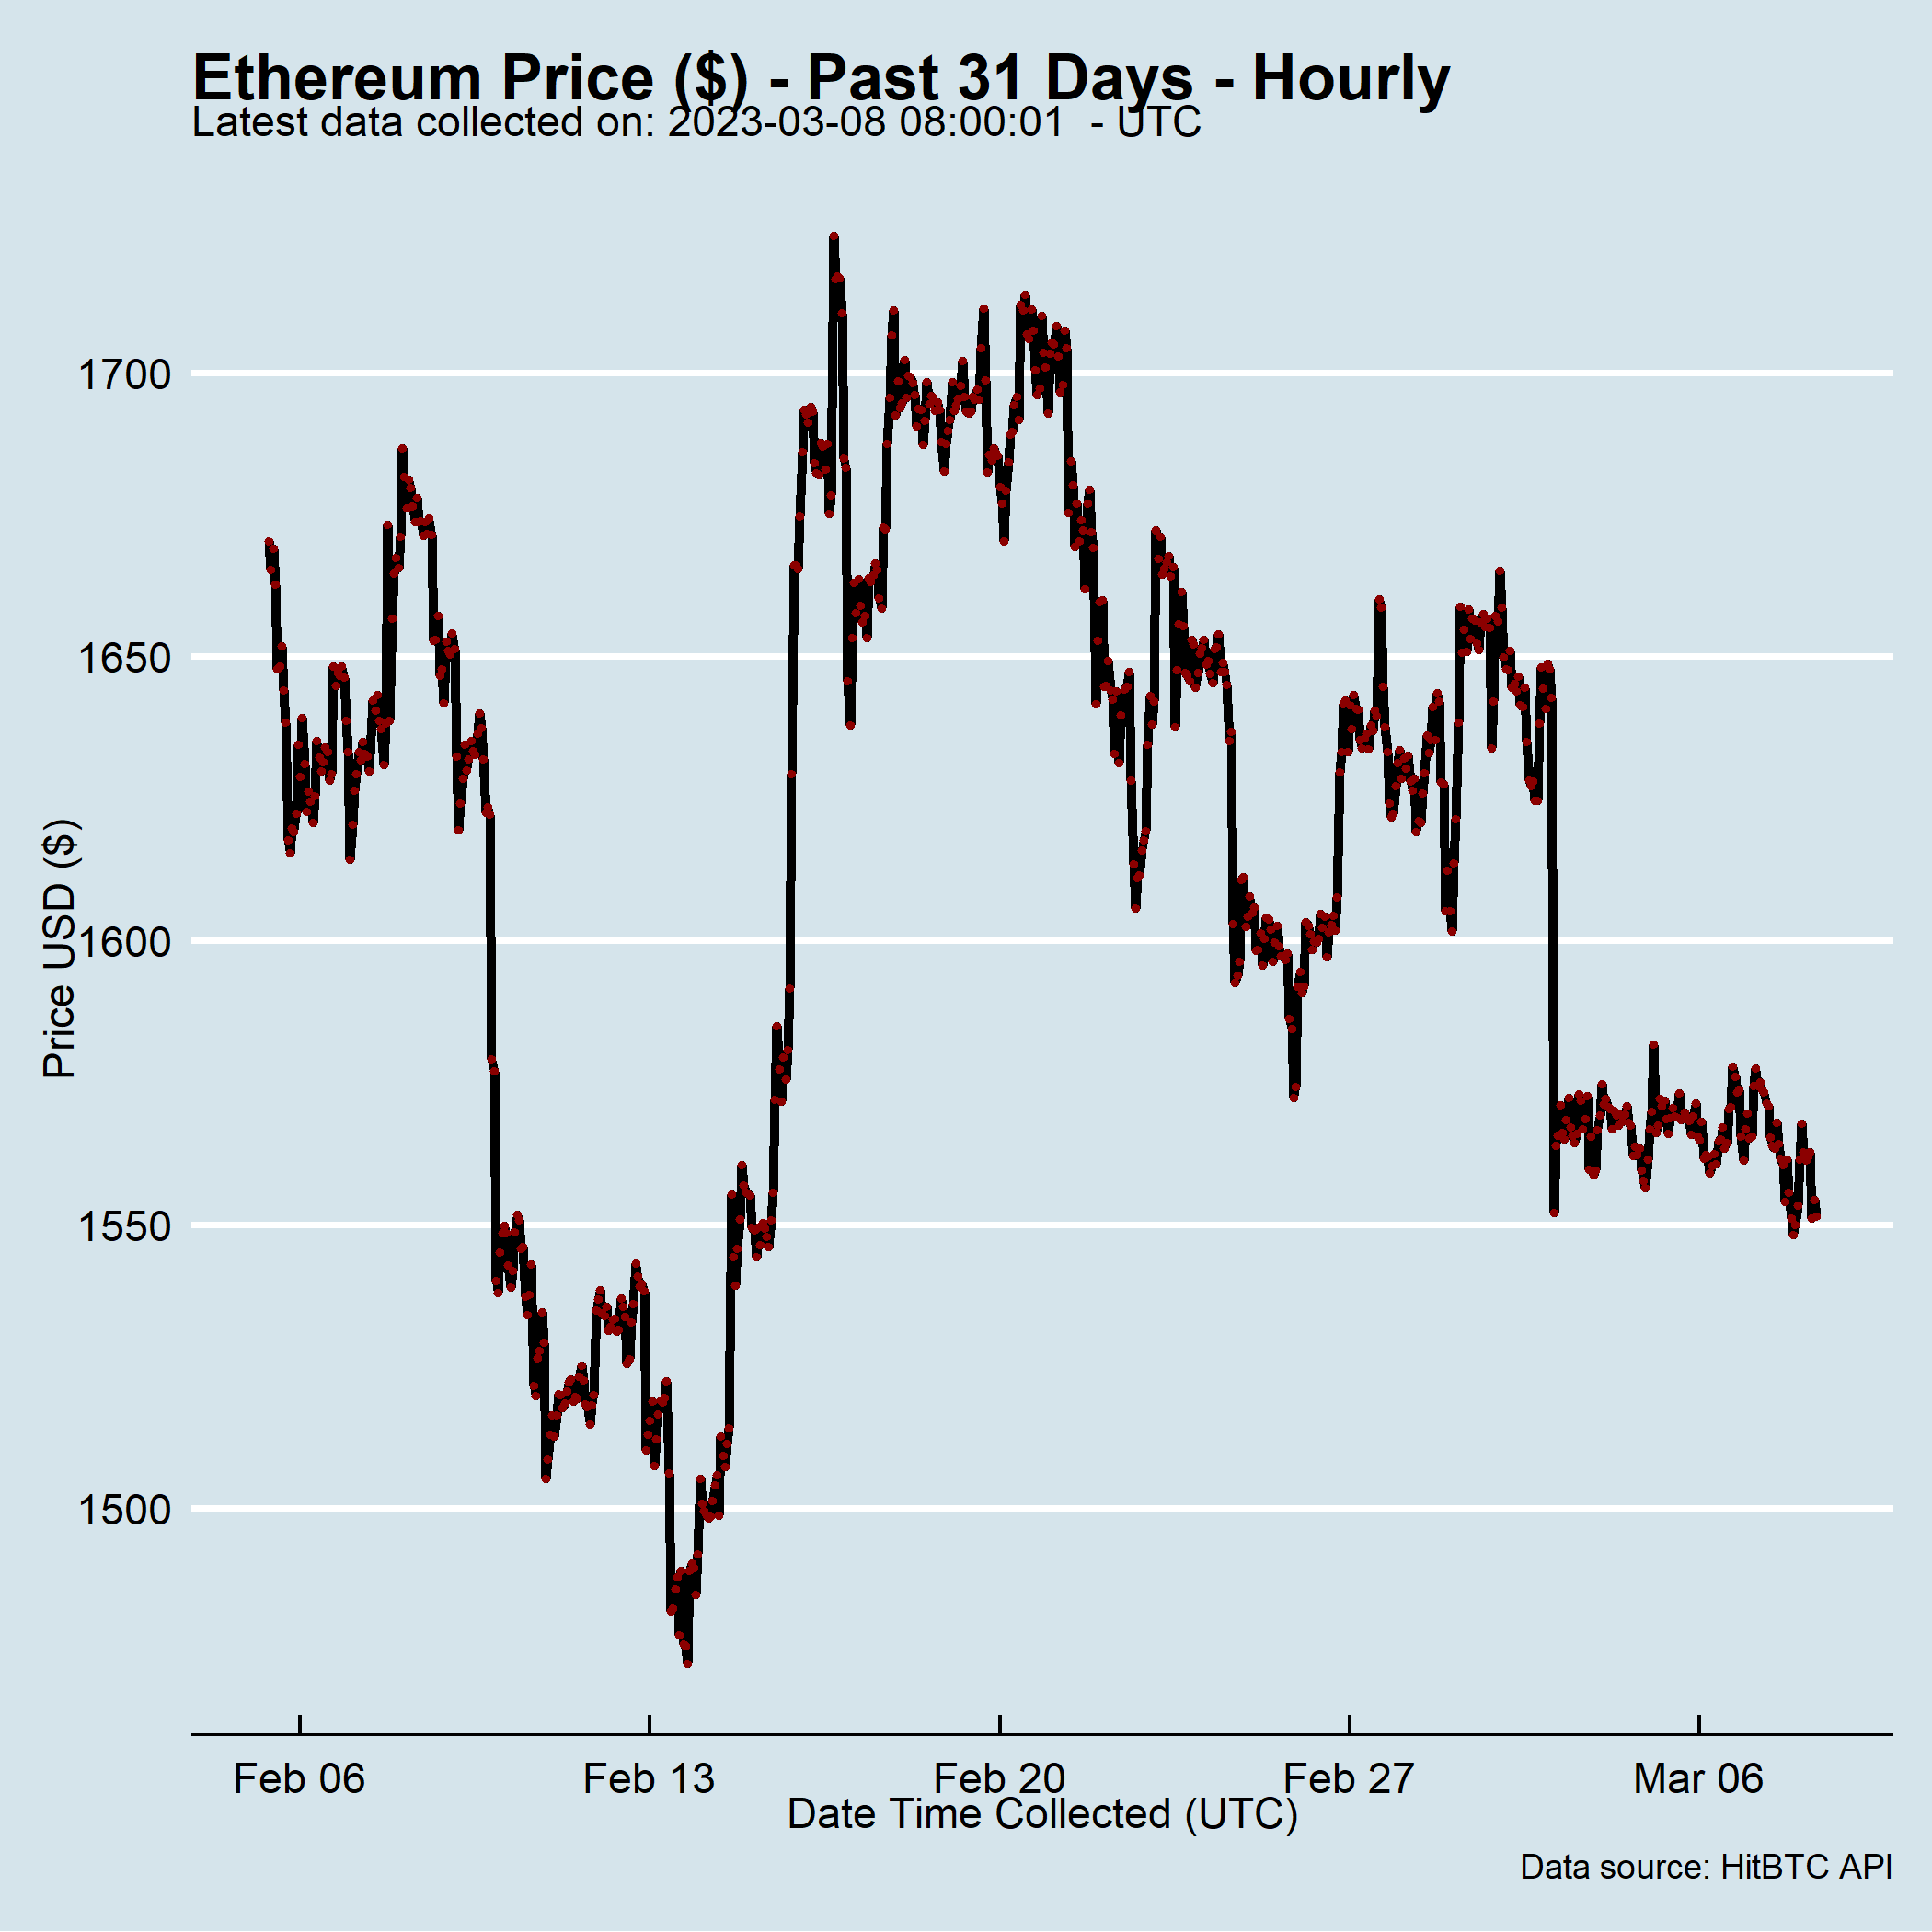 Ethereum Price ($) - Past 31 Days - Hourly
Latest data collected on: 2023-03-08 08:00:01  - UTC
Price USD ($)
1700
1650
1600
1550
1500
Feb 06 Feb 13 Feb 20 Feb 27 Mar 06
Date Time Collected (UTC)
Data source: HitBTC API